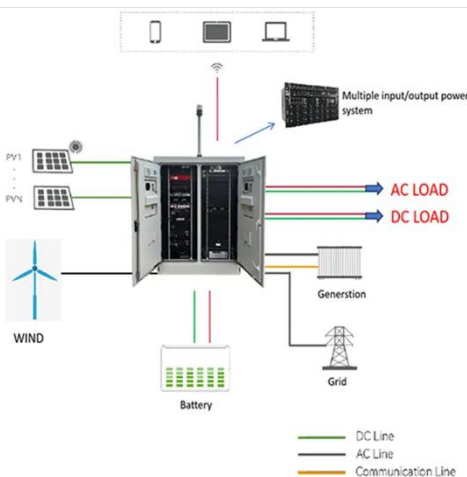 Multiple input/output power
system
PV1
PVN
AC LOAD
DC LOAD
WIND
Generstion
Grid
Battery
DC Line
AC Line
Communication Line